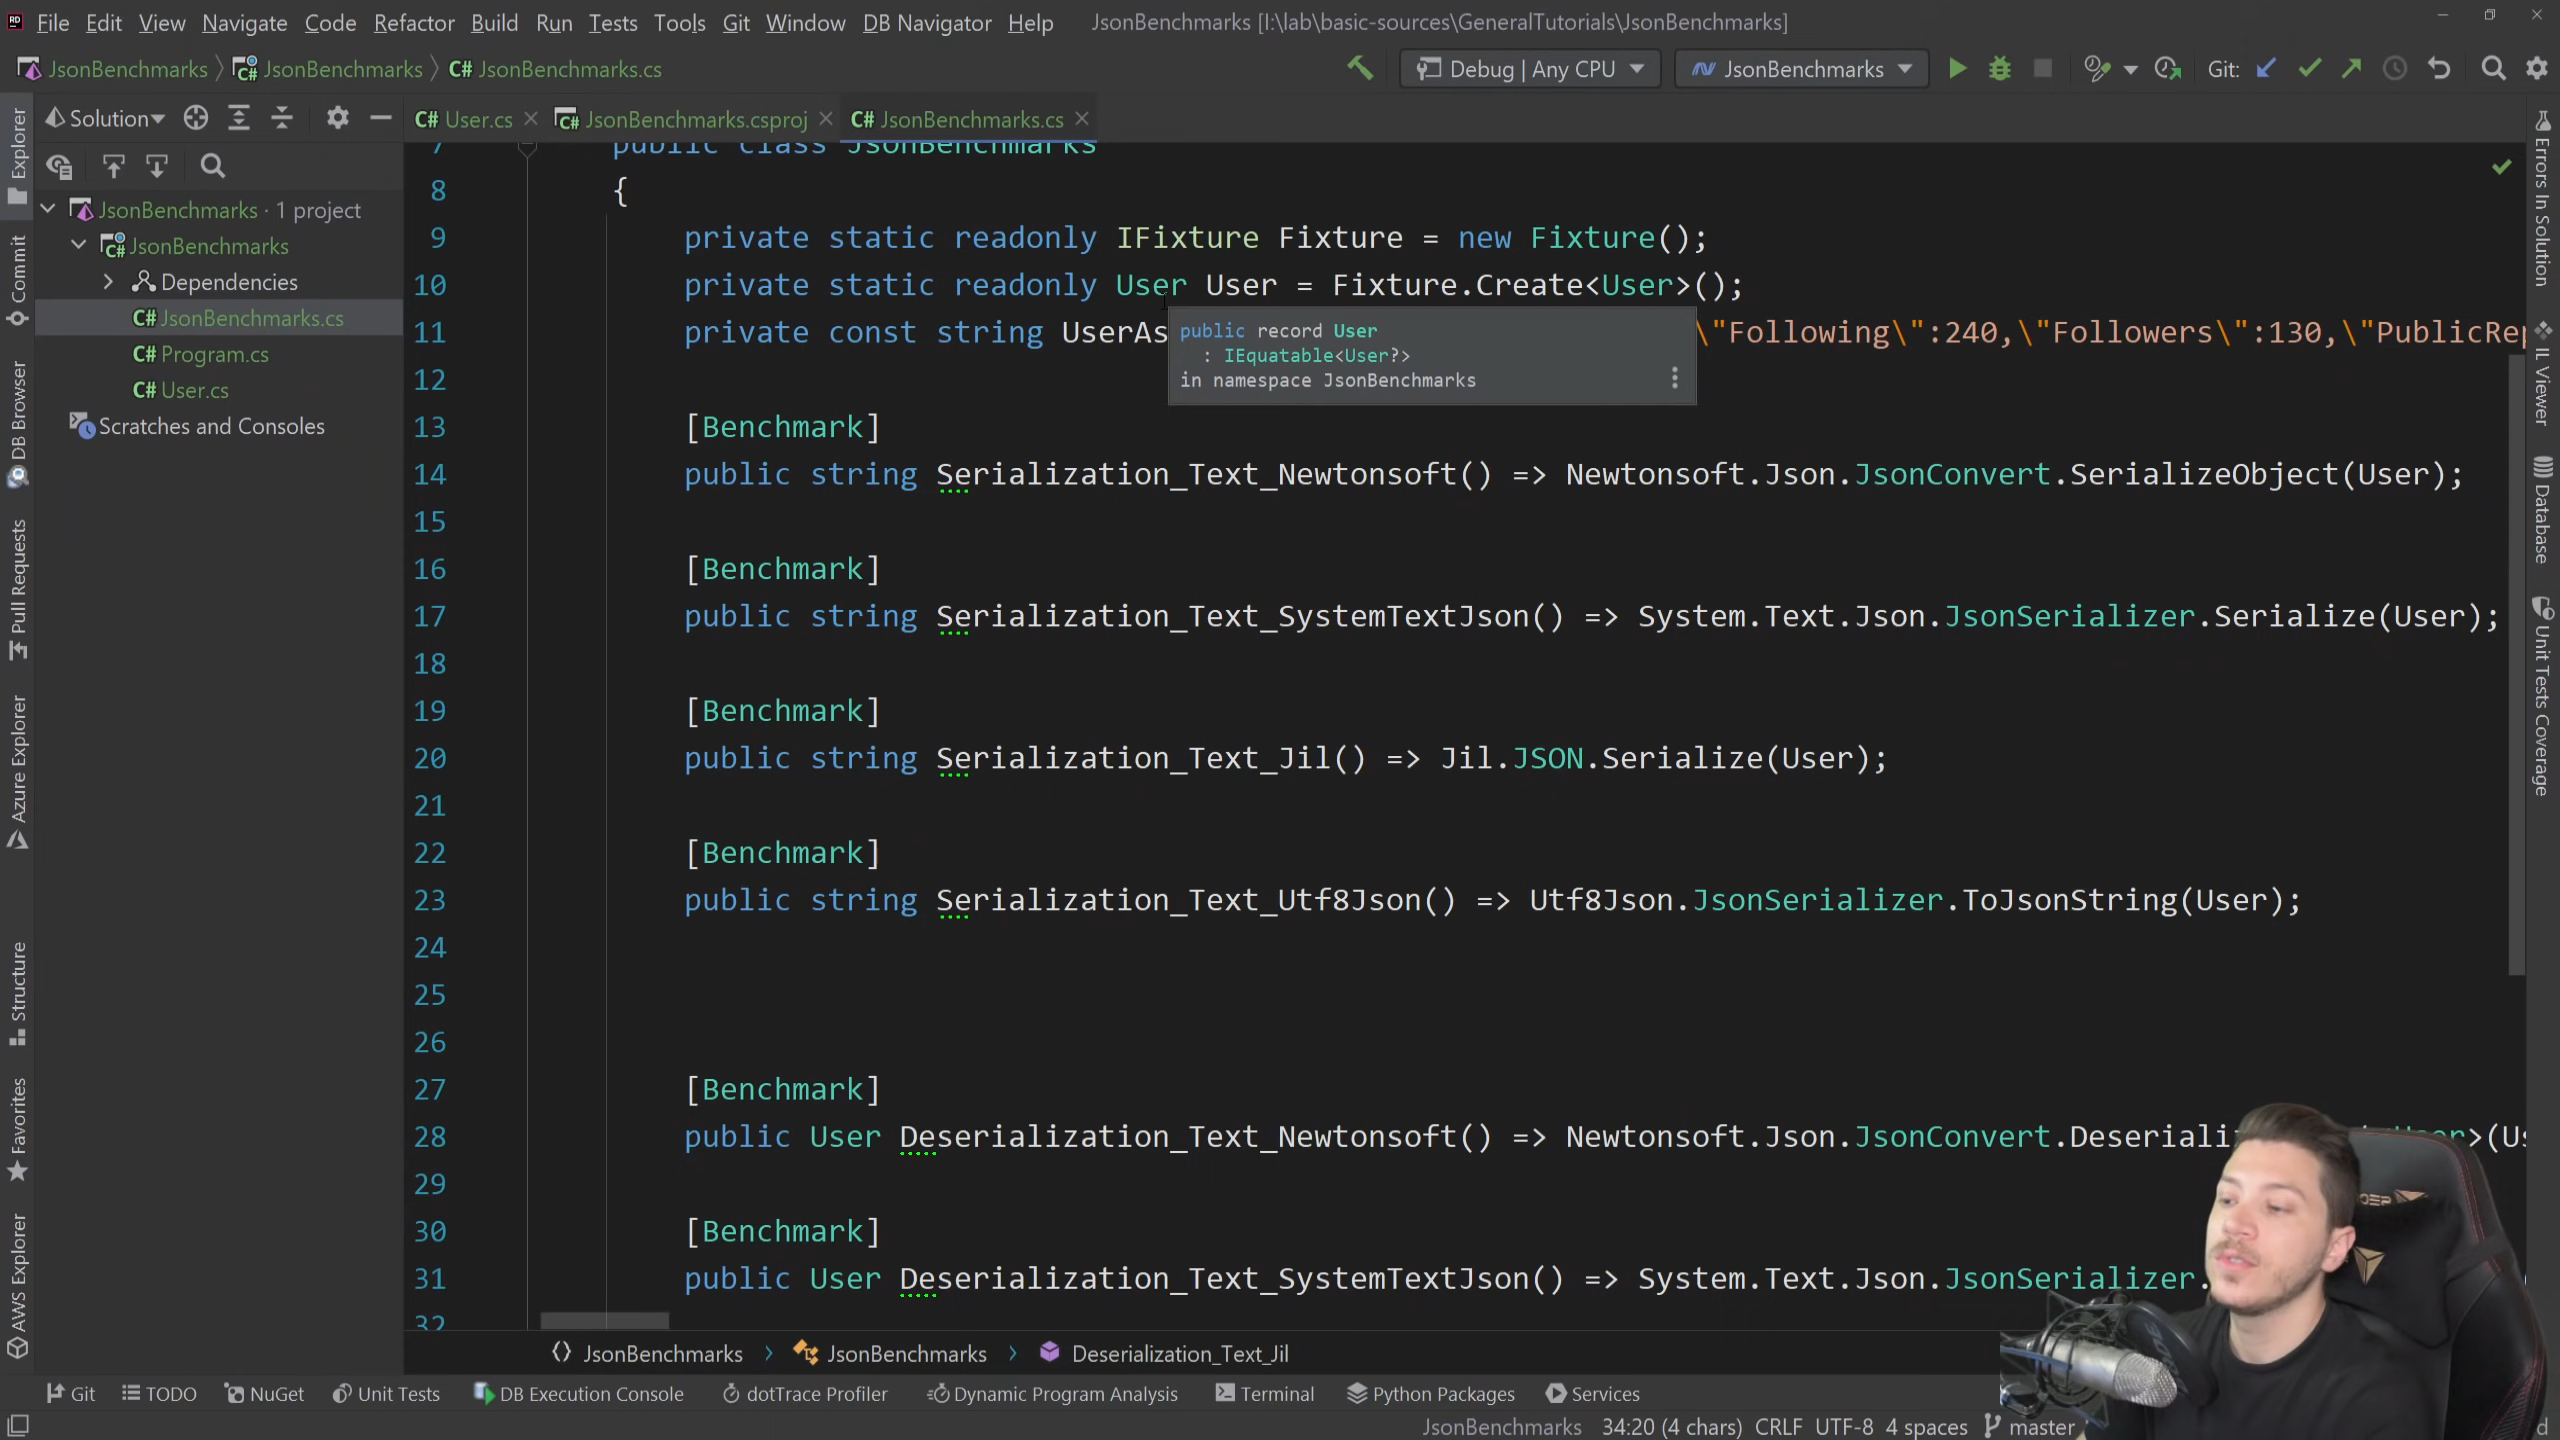 File Edit View Navigate Code Refactor Build Run Tests Tools Git Window DB Navigator Help JsonBenchmarks [I:\lab\basic-sources\GeneralTutorials\JsonBenchmarks]
JsonBenchmarks JsonBenchmarks C# JsonBenchmarks.cs Debug | Any CPU JsonBenchmarks Git:
Solution
C# User.cs JsonBenchmarks.csproj C# JsonBenchmarks.cs
Explorer
Commit
DB Browser
Pull Requests
Azure Explorer
Structure
Favorites
AWS Explorer
JsonBenchmarks · 1 project
JsonBenchmarks
Dependencies
C# JsonBenchmarks.cs
C# Program.cs
C# User.cs
Scratches and Consoles
7 public class JsonBenchmarks
8 {
9 private static readonly IFixture Fixture = new Fixture();
10 private static readonly User User = Fixture.Create<User>();
11 private const string UserAs \"Following\":240,\"Followers\":130,\"PublicRep
public record User
: IEquatable<User?>
in namespace JsonBenchmarks
12
13 [Benchmark]
14 public string Serialization_Text_Newtonsoft() => Newtonsoft.Json.JsonConvert.SerializeObject(User);
15
16 [Benchmark]
17 public string Serialization_Text_SystemTextJson() => System.Text.Json.JsonSerializer.Serialize(User);
18
19 [Benchmark]
20 public string Serialization_Text_Jil() => Jil.JSON.Serialize(User);
21
22 [Benchmark]
23 public string Serialization_Text_Utf8Json() => Utf8Json.JsonSerializer.ToJsonString(User);
24
25
26
27 [Benchmark]
28 public User Deserialization_Text_Newtonsoft() => Newtonsoft.Json.JsonConvert.Deserializ >(Us
29
30 [Benchmark]
31 public User Deserialization_Text_SystemTextJson() => System.Text.Json.JsonSerializer.
32
Errors In Solution
IL Viewer
Database
Unit Tests Coverage
JsonBenchmarks JsonBenchmarks Deserialization_Text_Jil
Git TODO NuGet Unit Tests DB Execution Console dotTrace Profiler Dynamic Program Analysis Terminal Python Packages Services
JsonBenchmarks 34:20 (4 chars) CRLF UTF-8 4 spaces master